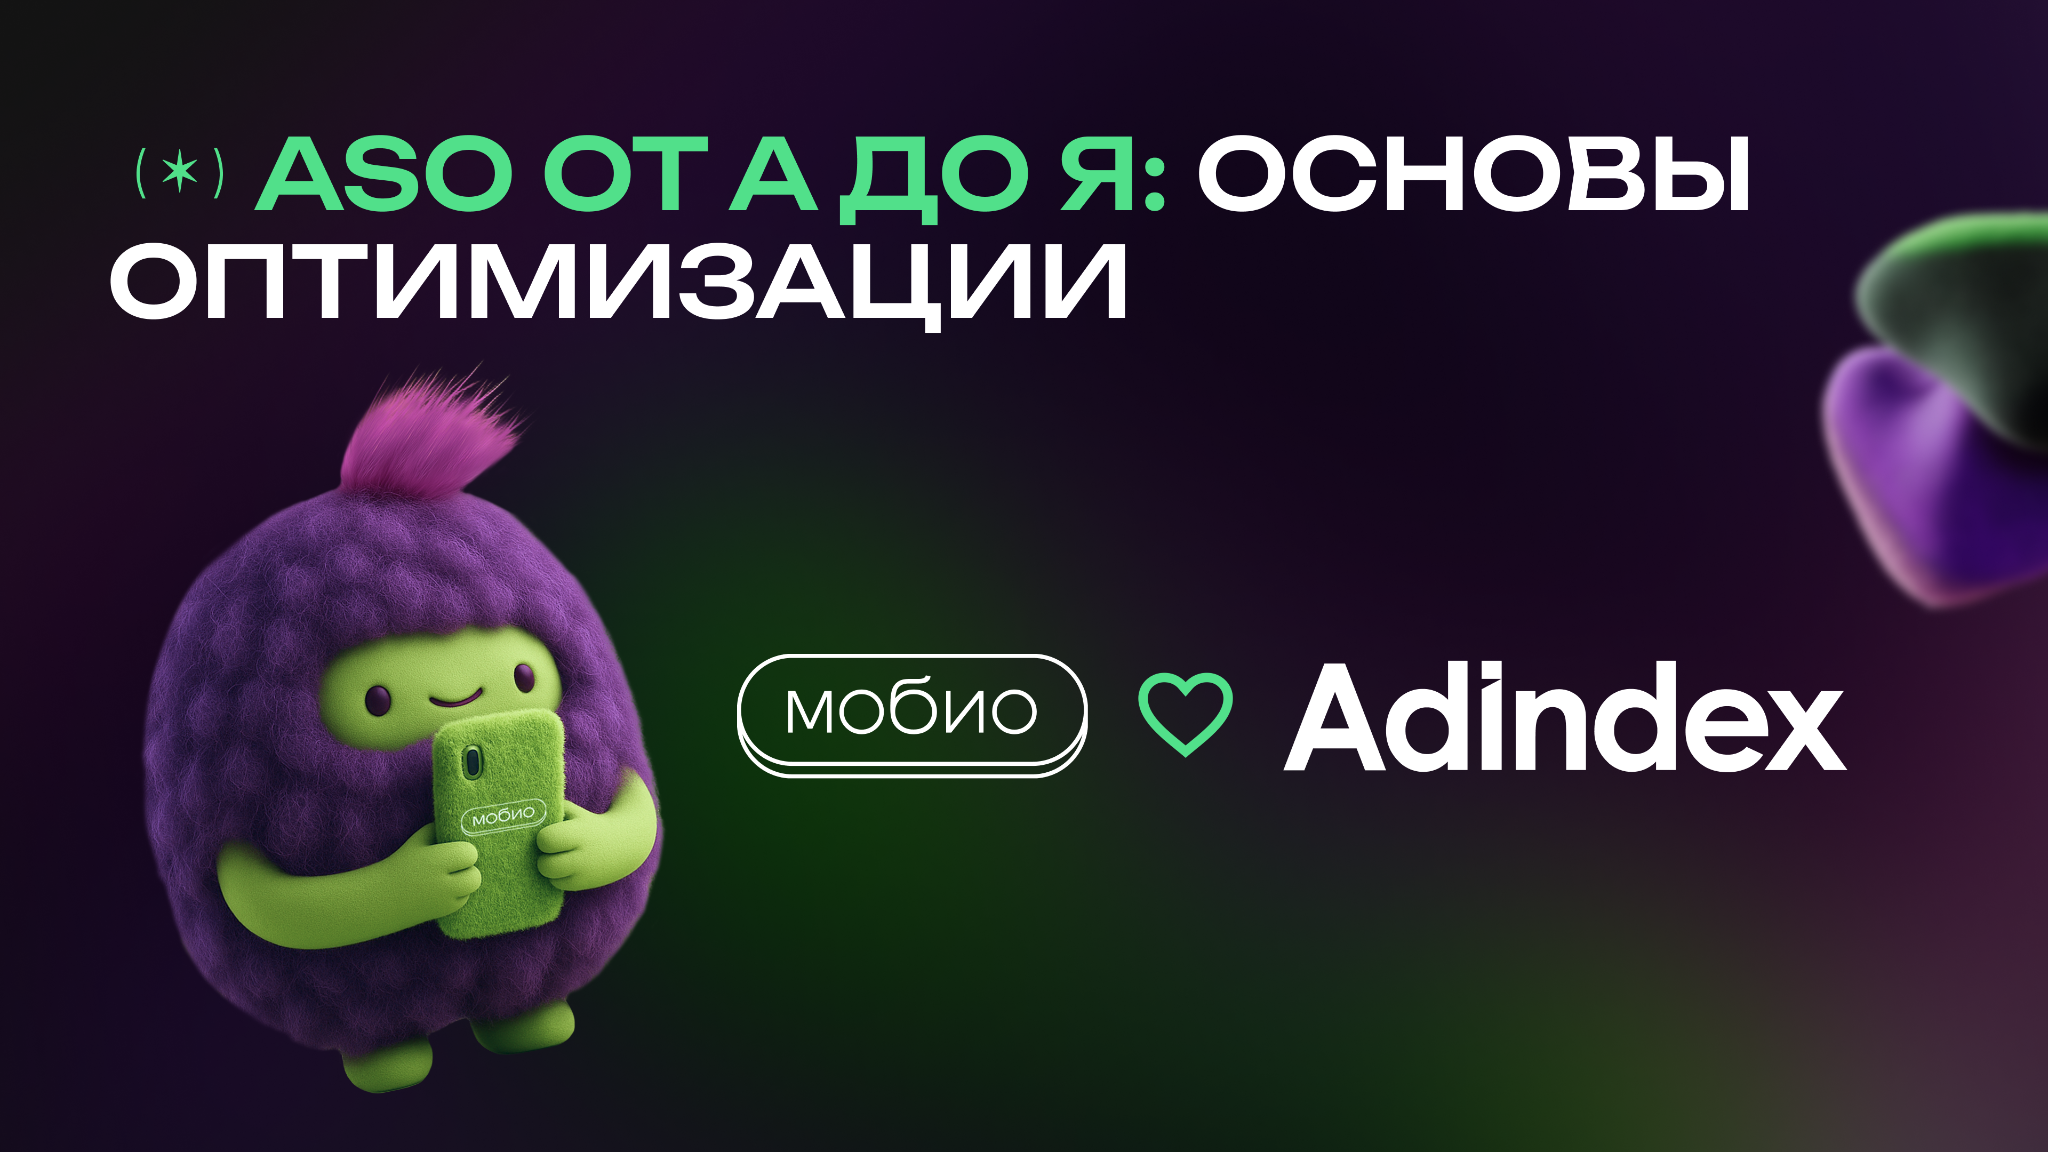 (✶) ASO ОТ А ДО Я: ОСНОВЫ
ОПТИМИЗАЦИИ
мобио
Adindex
мобио